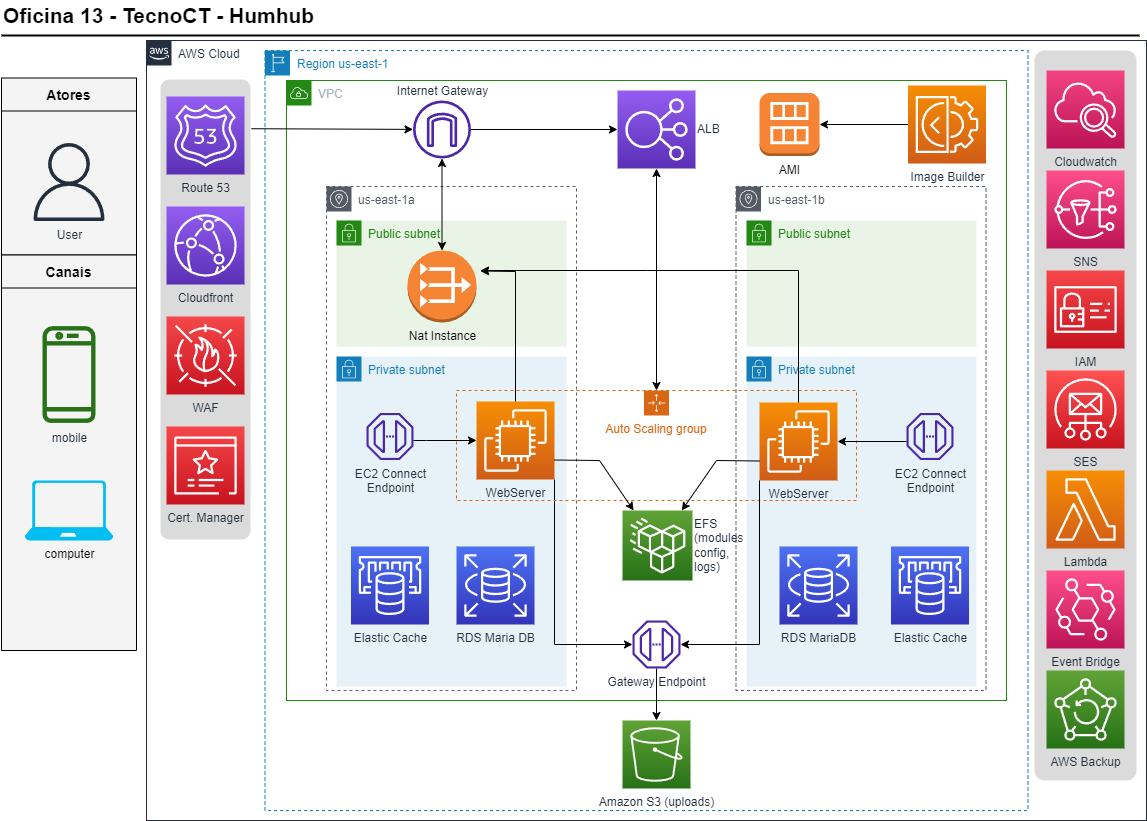 Oficina 13 - TecnoCT - Humhub
Atores
User
Canais
mobile
computer
aws
AWS Cloud
53
Route 53
Cloudfront
WAF
Cert. Manager
Region us-east-1
VPC
Internet Gateway
ALB
AMI
Image Builder
us-east-1a
Public subnet
Nat Instance
Private subnet
EC2 Connect
Endpoint
WebServer
Elastic Cache
RDS Maria DB
Auto Scaling group
EFS
(modules
config,
logs)
Gateway Endpoint
Amazon S3 (uploads)
us-east-1b
Public subnet
Private subnet
WebServer
EC2 Connect
Endpoint
RDS MariaDB
Elastic Cache
Cloudwatch
SNS
IAM
SES
Lambda
Event Bridge
AWS Backup